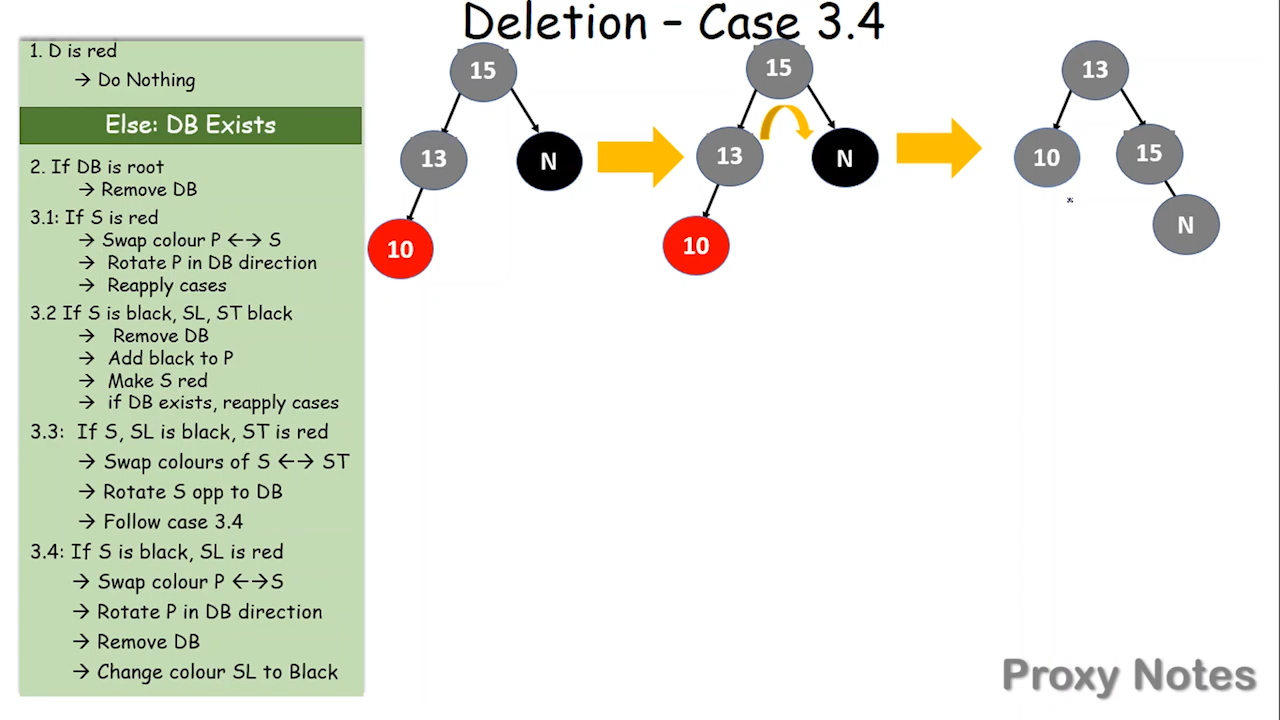 Deletion – Case 3.4
1. D is red
→ Do Nothing
Else: DB Exists
2. If DB is root
→ Remove DB
3.1: If S is red
→ Swap colour P ←→ S
→ Rotate P in DB direction
→ Reapply cases
3.2 If S is black, SL, ST black
→ Remove DB
→ Add black to P
→ Make S red
→ if DB exists, reapply cases
3.3: If S, SL is black, ST is red
→ Swap colours of S ←→ ST
→ Rotate S opp to DB
→ Follow case 3.4
3.4: If S is black, SL is red
→ Swap colour P ←→S
→ Rotate P in DB direction
→ Remove DB
→ Change colour SL to Black
15
13
N
10
15
13
N
10
13
10
15
N
Proxy Notes